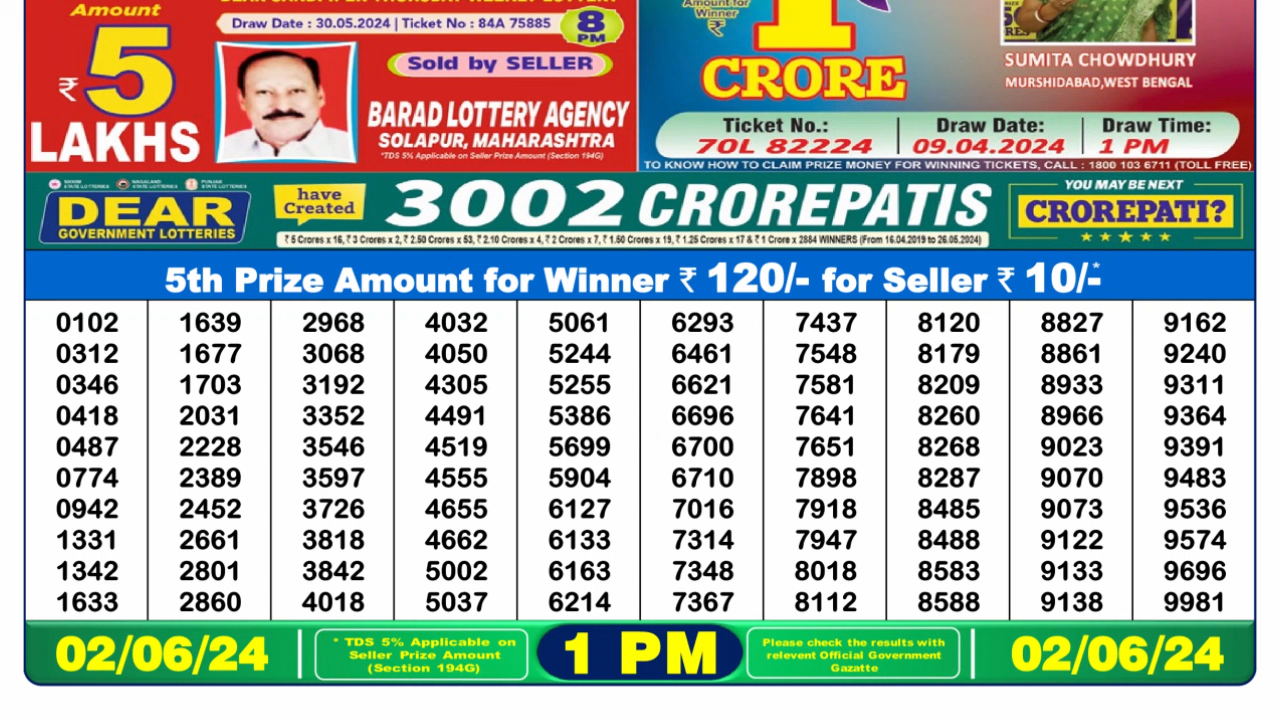 Amount
₹ 5
LAKHS
Draw Date : 30.05.2024 | Ticket No : 84A 75885
8 PM
Sold by SELLER
BARAD LOTTERY AGENCY
SOLAPUR, MAHARASHTRA
*TDS 5% Applicable on Seller Prize Amount (Section 194G)
Amount for
Winner
₹
1
CRORE
SUMITA CHOWDHURY
MURSHIDABAD,WEST BENGAL
Ticket No.: Draw Date: Draw Time:
70L 82224 09.04.2024 1 PM
TO KNOW HOW TO CLAIM PRIZE MONEY FOR WINNING TICKETS, CALL : 1800 103 6711 (TOLL FREE)
DEAR
GOVERNMENT LOTTERIES
have
Created
3002 CROREPATIS
₹ 5 Crores x 16, ₹ 3 Crores x 2, ₹ 2.50 Crores x 53, ₹ 2.10 Crores x 4, ₹ 2 Crores x 7, ₹ 1.50 Crores x 19, ₹ 1.25 Crores x 17 & ₹ 1 Crore x 2884 WINNERS (From 16.04.2019 to 26.05.2024)
YOU MAY BE NEXT
CROREPATI?
5th Prize Amount for Winner ₹ 120/- for Seller ₹ 10/-*
0102 1639 2968 4032 5061 6293 7437 8120 8827 9162
0312 1677 3068 4050 5244 6461 7548 8179 8861 9240
0346 1703 3192 4305 5255 6621 7581 8209 8933 9311
0418 2031 3352 4491 5386 6696 7641 8260 8966 9364
0487 2228 3546 4519 5699 6700 7651 8268 9023 9391
0774 2389 3597 4555 5904 6710 7898 8287 9070 9483
0942 2452 3726 4655 6127 7016 7918 8485 9073 9536
1331 2661 3818 4662 6133 7314 7947 8488 9122 9574
1342 2801 3842 5002 6163 7348 8018 8583 9133 9696
1633 2860 4018 5037 6214 7367 8112 8588 9138 9981
02/06/24
* TDS 5% Applicable on
Seller Prize Amount
(Section 194G)
1 PM
Please check the results with
relevent Official Government
Gazatte
02/06/24